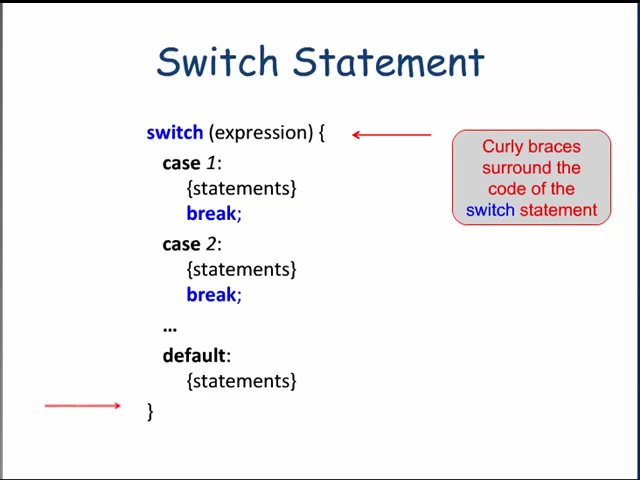 Switch Statement
switch (expression) {
case 1:
{statements}
break;
case 2:
{statements}
break;
…
default:
{statements}
}
Curly braces
surround the
code of the
switch statement